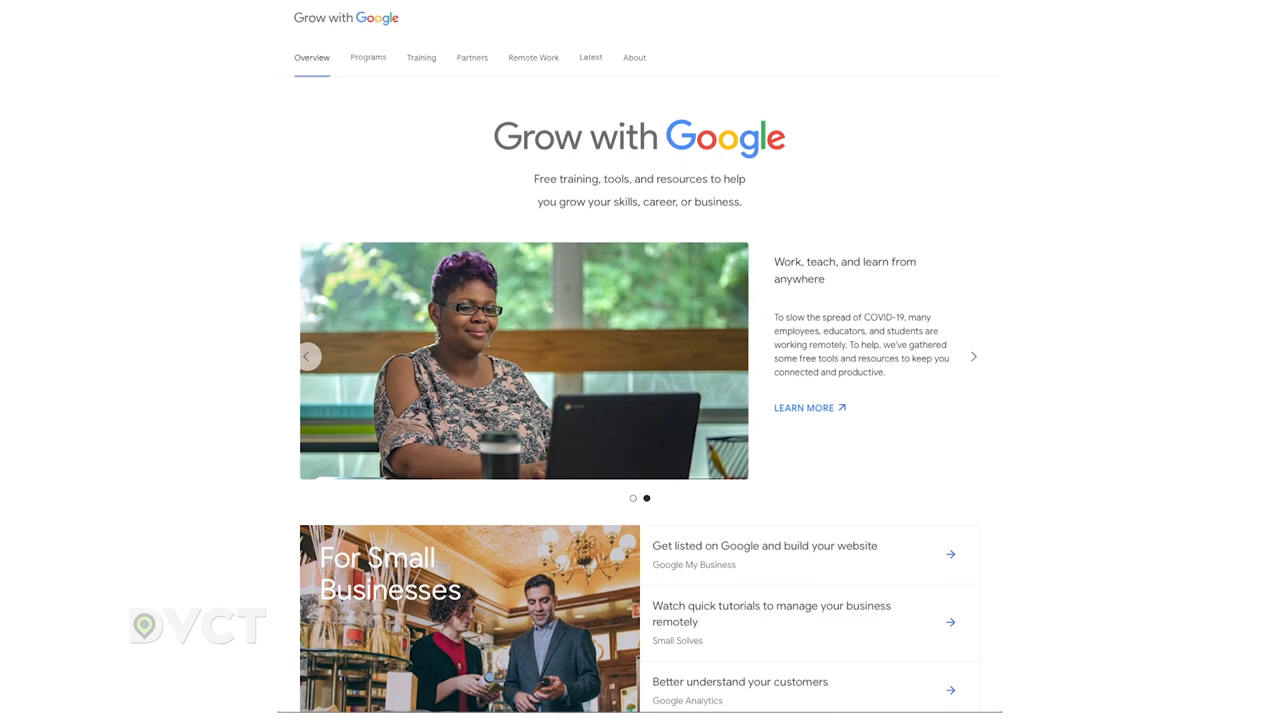 Grow with Google
Overview Programs Training Partners Remote Work Latest About
Grow with Google
Free training, tools, and resources to help
you grow your skills, career, or business.
Work, teach, and learn from
anywhere
To slow the spread of COVID-19, many
employees, educators, and students are
working remotely. To help, we've gathered
some free tools and resources to keep you
connected and productive.
LEARN MORE
For Small
Businesses
Get listed on Google and build your website
Google My Business
Watch quick tutorials to manage your business
remotely
Small Solves
Better understand your customers
Google Analytics
DVCT